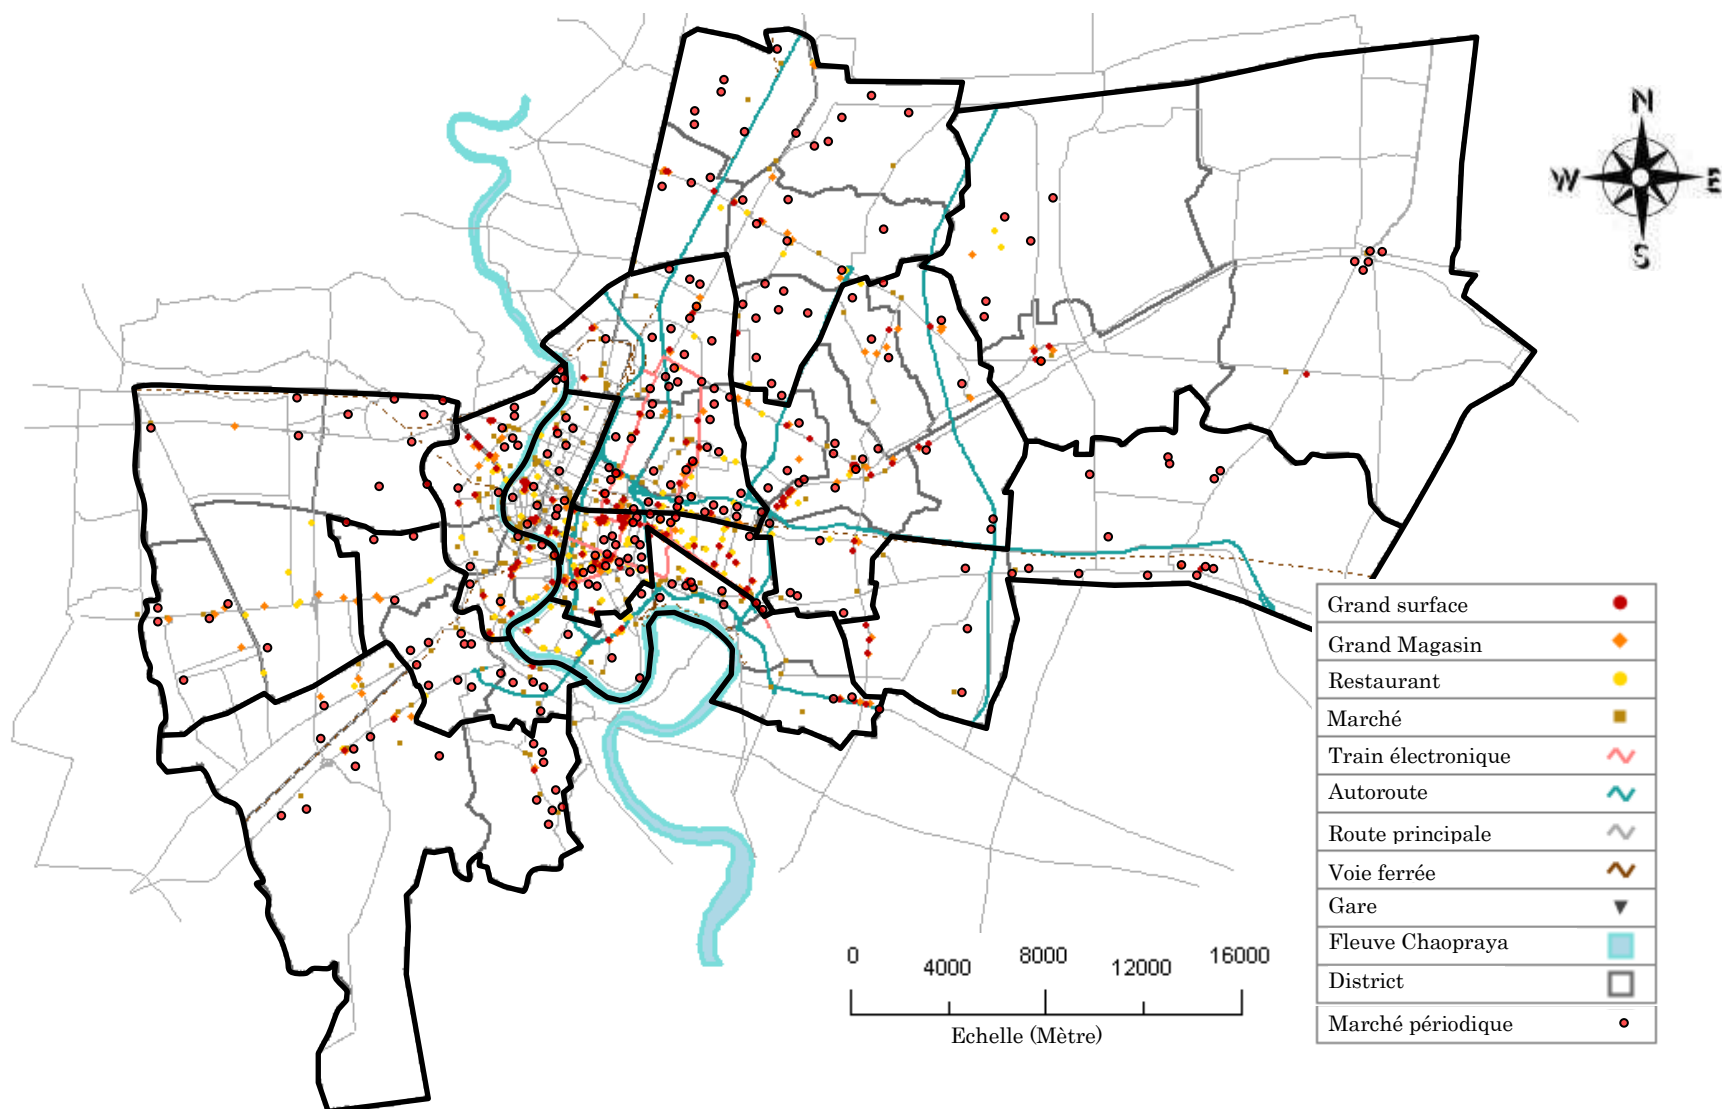 N
W E
S
Grand surface
Grand Magasin
Restaurant
Marché
Train électronique
Autoroute
Route principale
Voie ferrée
Gare
Fleuve Chaopraya
District
Marché périodique
0 8000 16000
4000 12000
Echelle (Mètre)